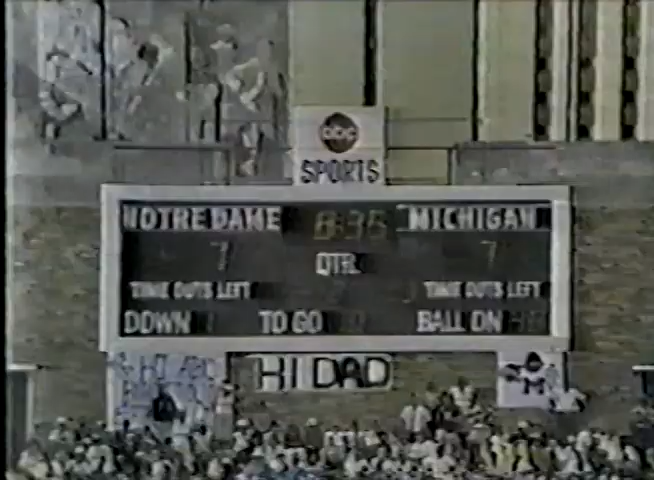 abc
SPORTS
NOTRE DAME 8:36 MICHIGAN
7 7
QTR.
TIME OUTS LEFT TIME OUTS LEFT
DOWN TO GO BALL ON
HI DAD
M